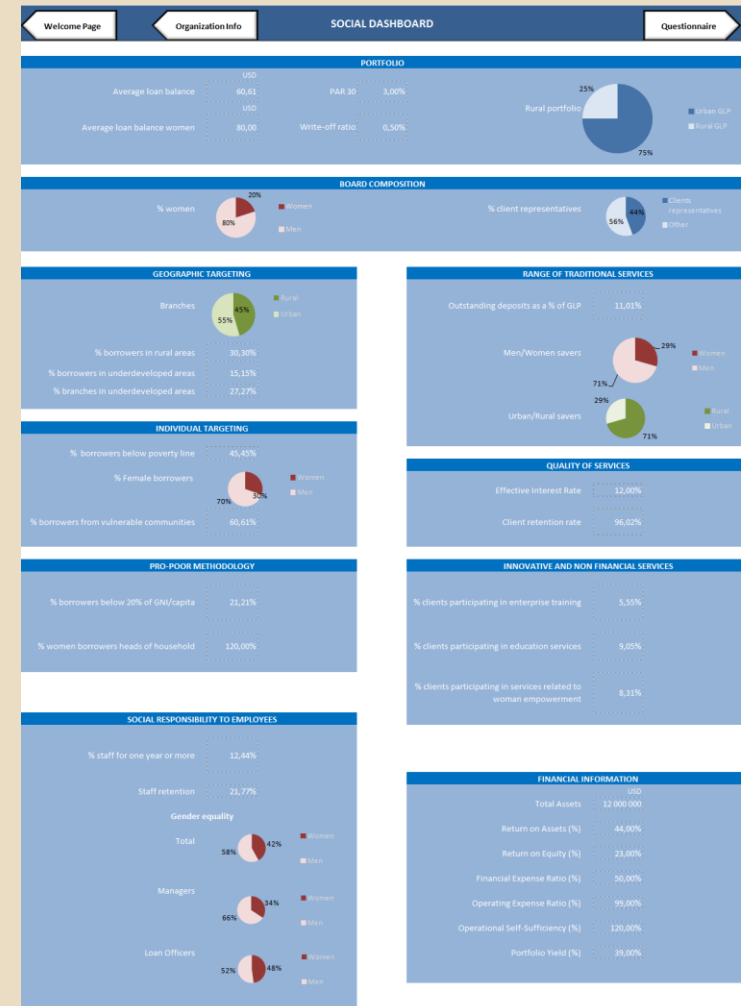 Welcome Page
Organization Info
SOCIAL DASHBOARD
Questionnaire
PORTFOLIO
USD
Average loan balance 60,61 PAR 30 3,00%
USD
Average loan balance women 80,00 Write-off ratio 0,50%
Rural portfolio
25%
75%
Urban GLP
Rural GLP
BOARD COMPOSITION
% women
20%
80%
Women
Men
% client representatives
44%
56%
Clients
representatives
Other
GEOGRAPHIC TARGETING
Branches
45%
55%
Rural
Urban
% borrowers in rural areas 30,30%
% borrowers in underdeveloped areas 15,15%
% branches in underdeveloped areas 27,27%
INDIVIDUAL TARGETING
% borrowers below poverty line 45,45%
% Female borrowers
70%
30%
Women
Men
% borrowers from vulnerable communities 60,61%
PRO-POOR METHODOLOGY
% borrowers below 20% of GNI/capita 21,21%
% women borrowers heads of household 120,00%
SOCIAL RESPONSIBILITY TO EMPLOYEES
% staff for one year or more 12,44%
Staff retention 21,77%
Gender equality
Total
58%
42%
Women
Men
Managers
34%
66%
Women
Men
Loan Officers
52%
48%
Women
Men
RANGE OF TRADITIONAL SERVICES
Outstanding deposits as a % of GLP 11,01%
Men/Women savers
29%
71%
Women
Men
Urban/Rural savers
29%
71%
Rural
Urban
QUALITY OF SERVICES
Effective Interest Rate 12,00%
Client retention rate 96,02%
INNOVATIVE AND NON FINANCIAL SERVICES
% clients participating in enterprise training 5,55%
% clients participating in education services 9,05%
% clients participating in services related to
woman empowerment 8,31%
FINANCIAL INFORMATION
USD
Total Assets 12 000 000
Return on Assets (%) 44,00%
Return on Equity (%) 23,00%
Financial Expense Ratio (%) 50,00%
Operating Expense Ratio (%) 99,00%
Operational Self-Sufficiency (%) 120,00%
Portfolio Yield (%) 39,00%